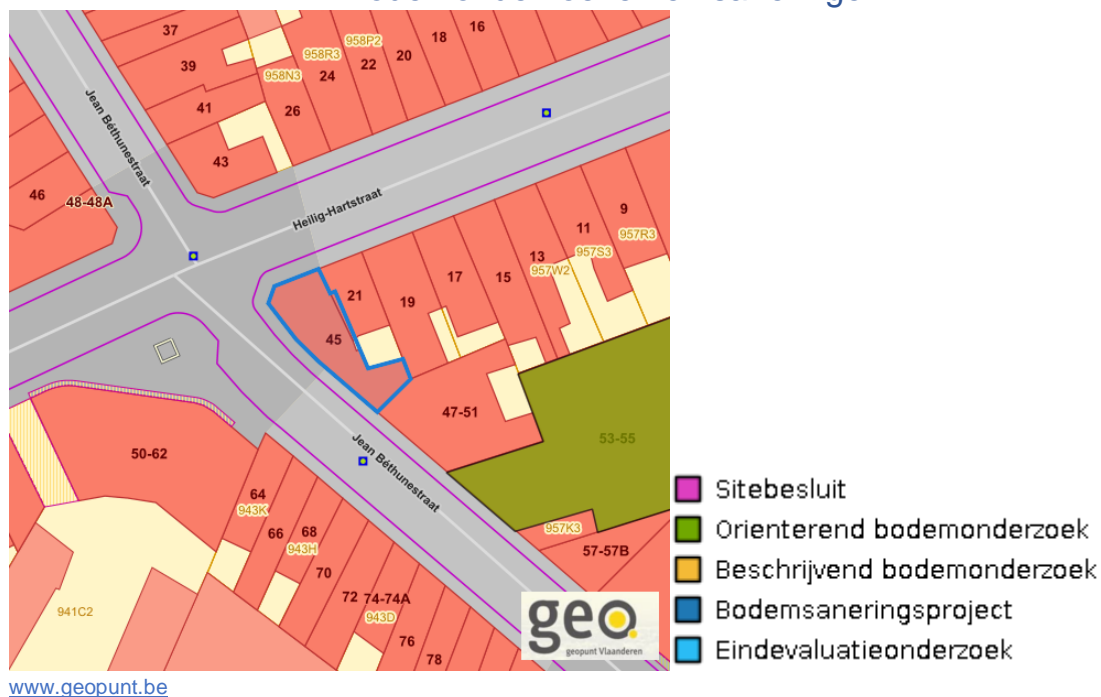 37
39
41
43
958N3
958R3
958P2
24
22
20
18
16
26
Jean Béthunestraat
46
48-48A
Heilig-Hartstraat
9
11
13
15
17
19
21
45
957R3
957S3
957W2
47-51
53-55
50-62
Jean Béthunestraat
64
943K
66
68
943H
70
72
74-74A
943D
76
78
957K3
57-57B
941C2
geo.
geopunt Vlaanderen
Sitebesluit
Orienterend bodemonderzoek
Beschrijvend bodemonderzoek
Bodemsaneringsproject
Eindevaluatieonderzoek
www.geopunt.be